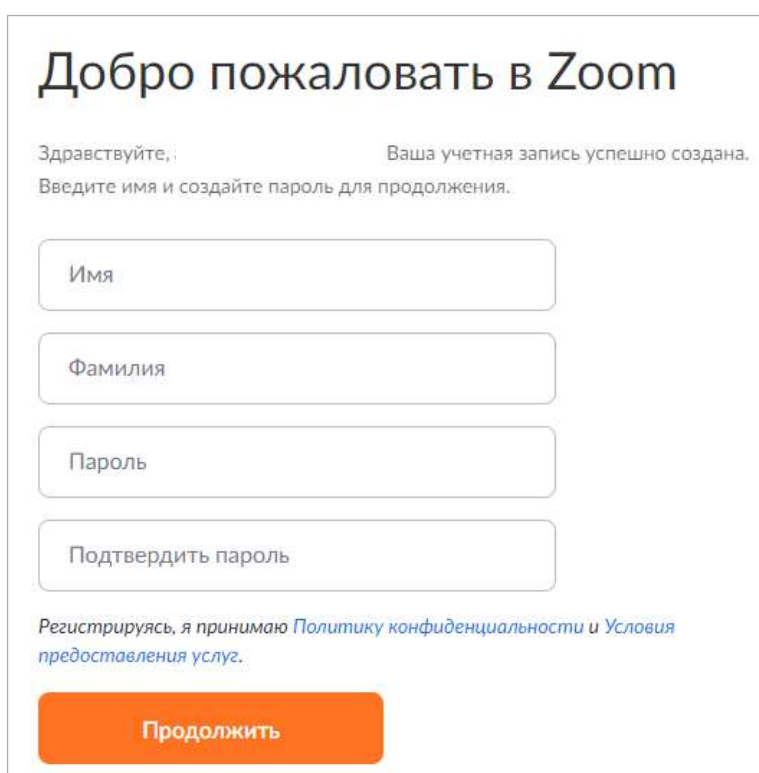 Добро пожаловать в Zoom
Здравствуйте, Ваша учетная запись успешно создана.
Введите имя и создайте пароль для продолжения.
Имя
Фамилия
Пароль
Подтвердить пароль
Регистрируясь, я принимаю Политику конфиденциальности и Условия
предоставления услуг.
Продолжить